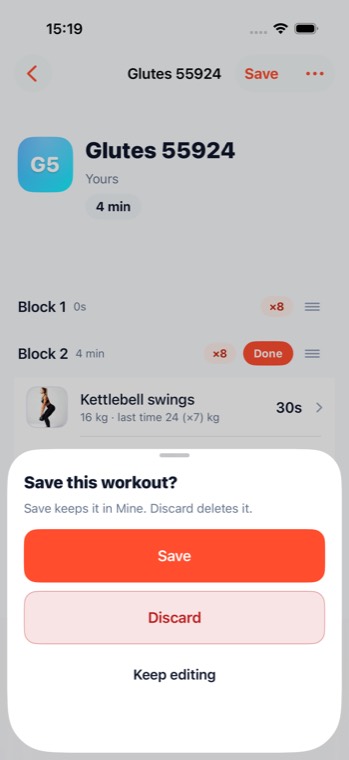 15:19
Glutes 55924
Save
G5
Glutes 55924
Yours
4 min
Block 1 0s
×8
Block 2 4 min
×8
Done
Kettlebell swings
16 kg · last time 24 (×7) kg
30s
Save this workout?
Save keeps it in Mine. Discard deletes it.
Save
Discard
Keep editing